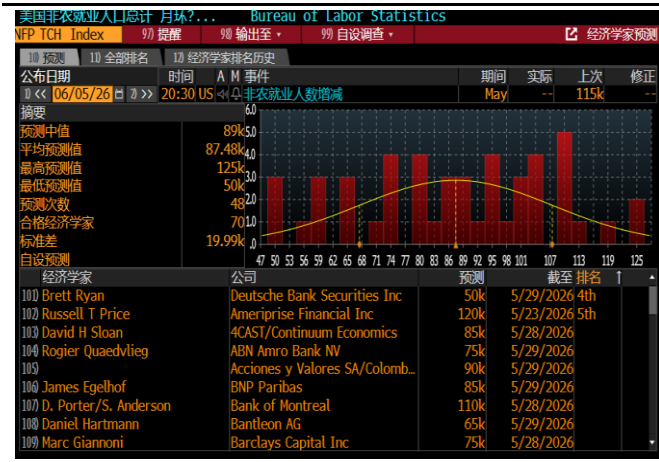 美国非农就业人口总计 月环?... Bureau of Labor Statistics
NFP TCH Index 97) 提醒 98) 输出至 99) 自设调查 经济学家预测
10) 预测 11) 全部排名 12) 经济学家排名历史
公布日期 时间 A M 事件 期间 实际 上次 修正
1) << 06/05/26 2) >> 20:30 US 非农就业人数增减 May -- 115k --
摘要
预测中值 89k
平均预测值 87.48k
最高预测值 125k
最低预测值 50k
预测次数 48
合格经济学家 70
标准差 19.99k
自设预测
6.0
5.0
4.0
3.0
2.0
1.0
.0
47 50 53 56 59 62 65 68 71 74 77 80 83 86 89 92 95 98 101 107 113 119 125
经济学家 公司 预测 截至 排名 ↑
101) Brett Ryan Deutsche Bank Securities Inc 50k 5/29/2026 4th
102) Russell T Price Ameriprise Financial Inc 120k 5/23/2026 5th
103) David H Sloan 4CAST/Continuum Economics 85k 5/28/2026
104) Rogier Quaedvlieg ABN Amro Bank NV 75k 5/29/2026
105) Acciones y Valores SA/Colomb... 90k 5/29/2026
106) James Egelhof BNP Paribas 85k 5/29/2026
107) D. Porter/S. Anderson Bank of Montreal 110k 5/29/2026
108) Daniel Hartmann Bantleon AG 65k 5/29/2026
109) Marc Giannoni Barclays Capital Inc 75k 5/28/2026